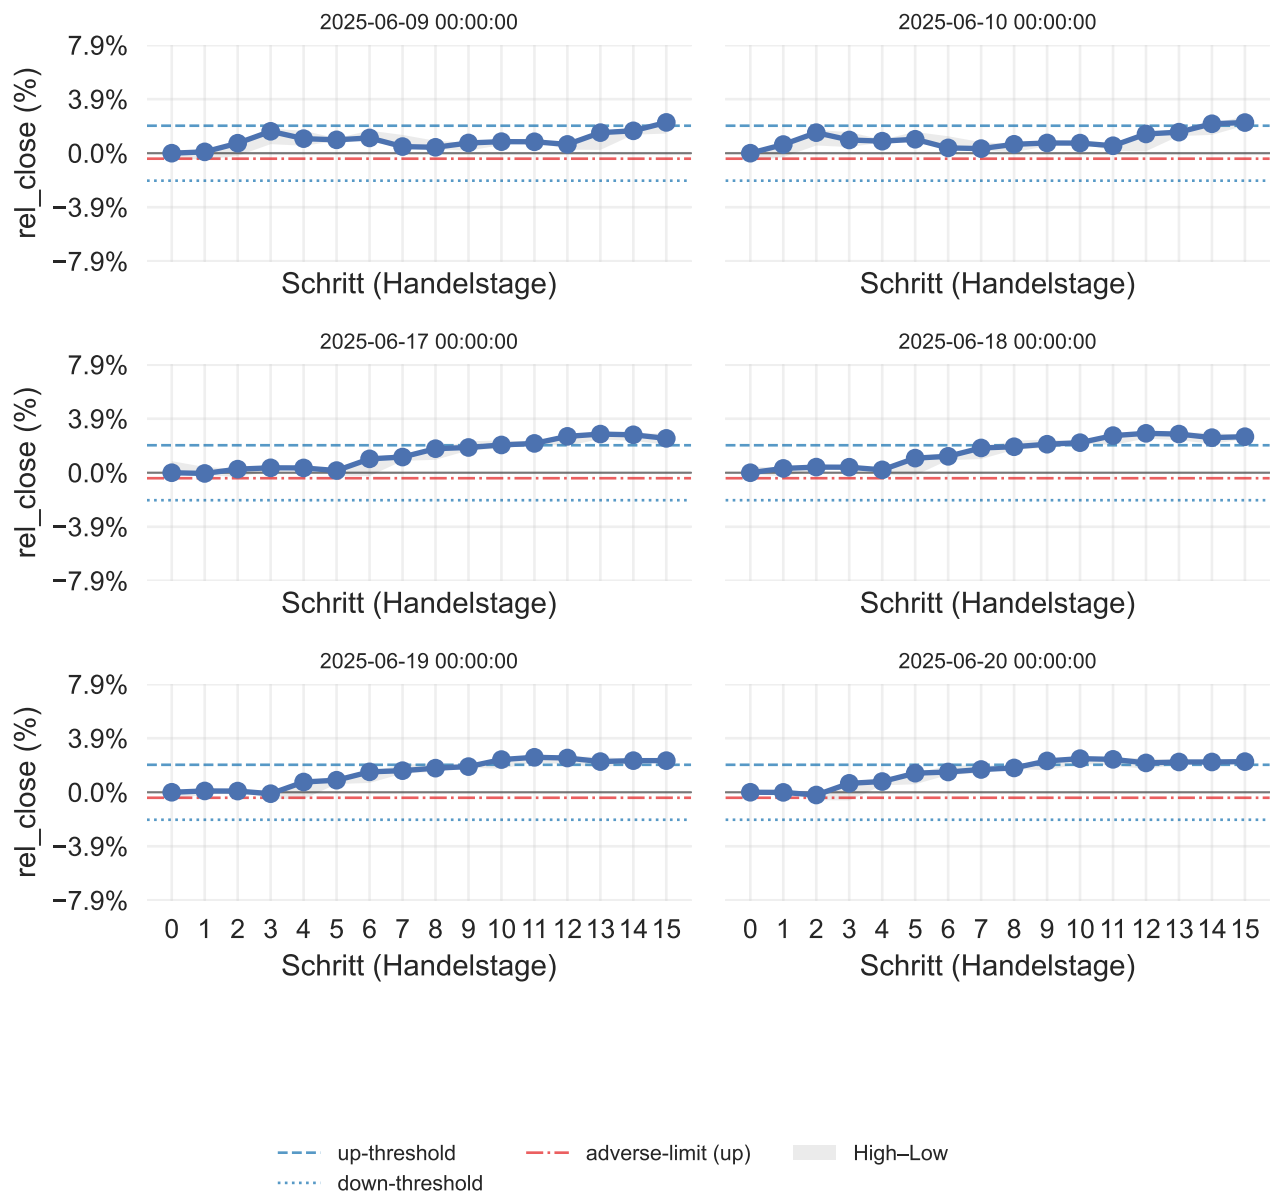 2025-06-09 00:00:00
2025-06-10 00:00:00
7.9%
3.9%
0.0%
−3.9%
−7.9%
rel_close (%)
Schritt (Handelstage)
Schritt (Handelstage)
2025-06-17 00:00:00
2025-06-18 00:00:00
7.9%
3.9%
0.0%
−3.9%
−7.9%
rel_close (%)
Schritt (Handelstage)
Schritt (Handelstage)
2025-06-19 00:00:00
2025-06-20 00:00:00
7.9%
3.9%
0.0%
−3.9%
−7.9%
rel_close (%)
0 1 2 3 4 5 6 7 8 9 10 11 12 13 14 15
0 1 2 3 4 5 6 7 8 9 10 11 12 13 14 15
Schritt (Handelstage)
Schritt (Handelstage)
up-threshold
adverse-limit (up)
High–Low
down-threshold